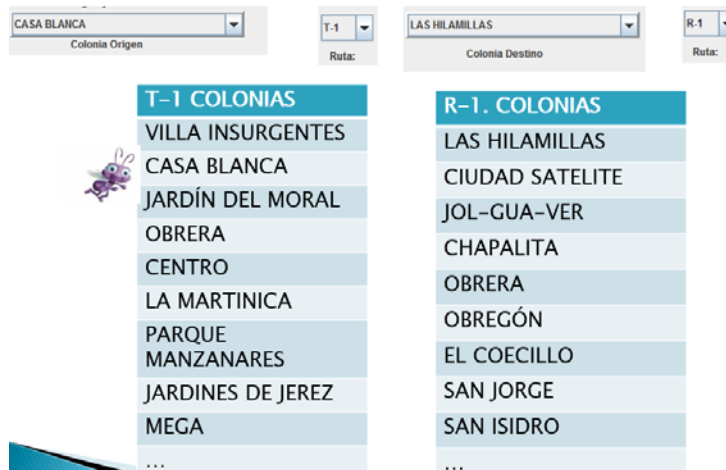 CASA BLANCA
Colonia Origen
T-1
Ruta:
LAS HILAMILLAS
Colonia Destino
R-1
Ruta:
T-1 COLONIAS
VILLA INSURGENTES
CASA BLANCA
JARDÍN DEL MORAL
OBRERA
CENTRO
LA MARTINICA
PARQUE
MANZANARES
JARDINES DE JEREZ
MEGA
...
R-1. COLONIAS
LAS HILAMILLAS
CIUDAD SATELITE
JOL-GUA-VER
CHAPALITA
OBRERA
OBREGÓN
EL COECILLO
SAN JORGE
SAN ISIDRO
...